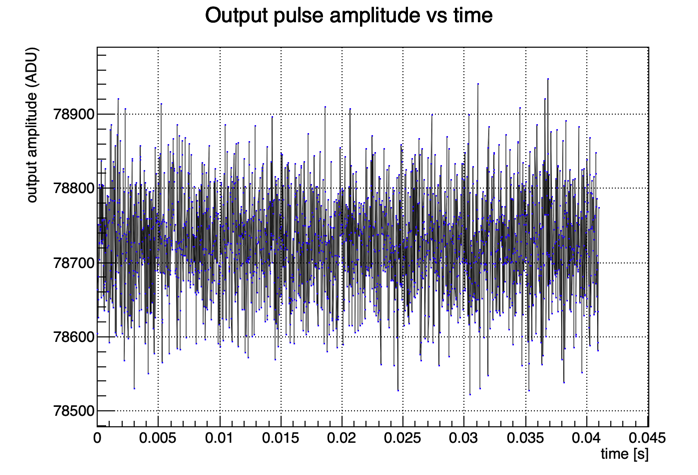 Output pulse amplitude vs time
output amplitude (ADU)
78900
78800
78700
78600
78500
0 0.005 0.01 0.015 0.02 0.025 0.03 0.035 0.04 0.045
time [s]